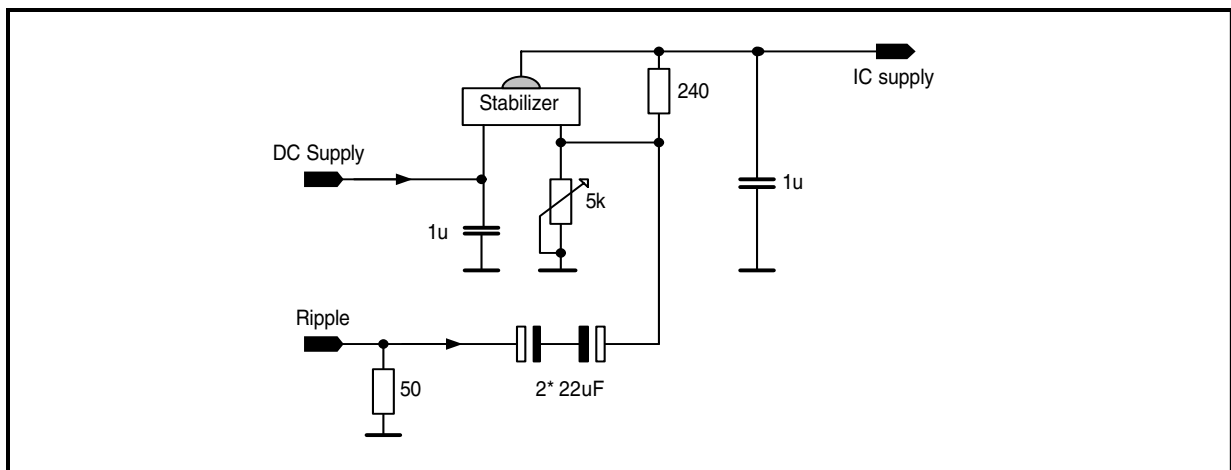 IC supply
240
Stabilizer
DC Supply
5k
1u
1u
Ripple
50
2* 22uF